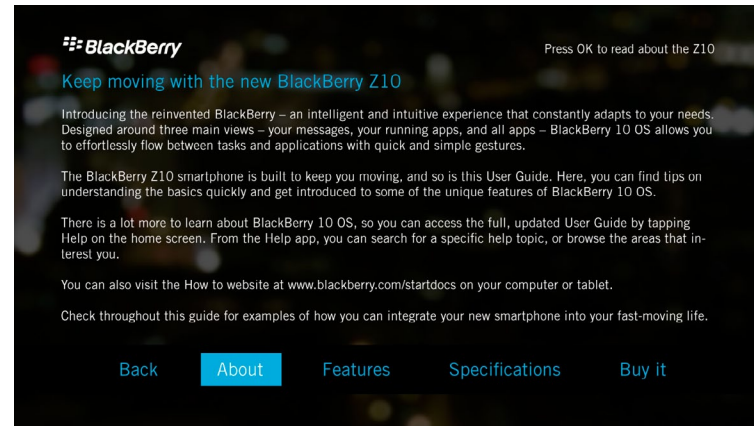 BlackBerry
Press OK to read about the Z10
Keep moving with the new BlackBerry Z10
Introducing the reinvented BlackBerry – an intelligent and intuitive experience that constantly adapts to your needs.
Designed around three main views – your messages, your running apps, and all apps – BlackBerry 10 OS allows you
to effortlessly flow between tasks and applications with quick and simple gestures.
The BlackBerry Z10 smartphone is built to keep you moving, and so is this User Guide. Here, you can find tips on
understanding the basics quickly and get introduced to some of the unique features of BlackBerry 10 OS.
There is a lot more to learn about BlackBerry 10 OS, so you can access the full, updated User Guide by tapping
Help on the home screen. From the Help app, you can search for a specific help topic, or browse the areas that in-
terest you.
You can also visit the How to website at www.blackberry.com/startdocs on your computer or tablet.
Check throughout this guide for examples of how you can integrate your new smartphone into your fast-moving life.
Back About Features Specifications Buy it